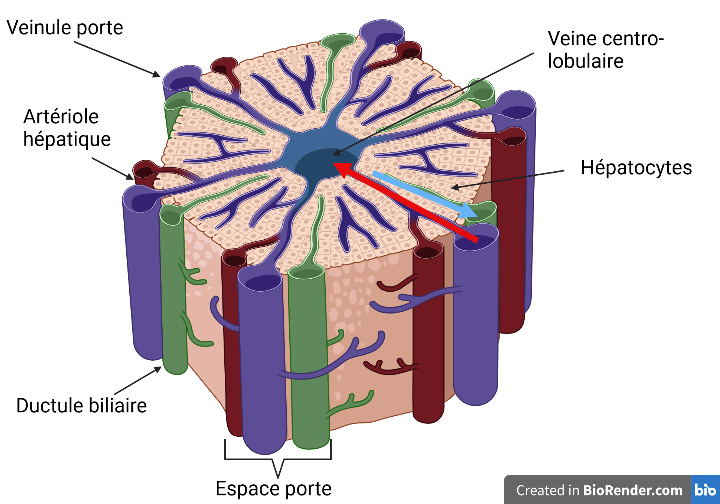 Veinule porte
Veine centro-
lobulaire
Artériole
hépatique
Hépatocytes
Ductule biliaire
Espace porte
Created in BioRender.com bio